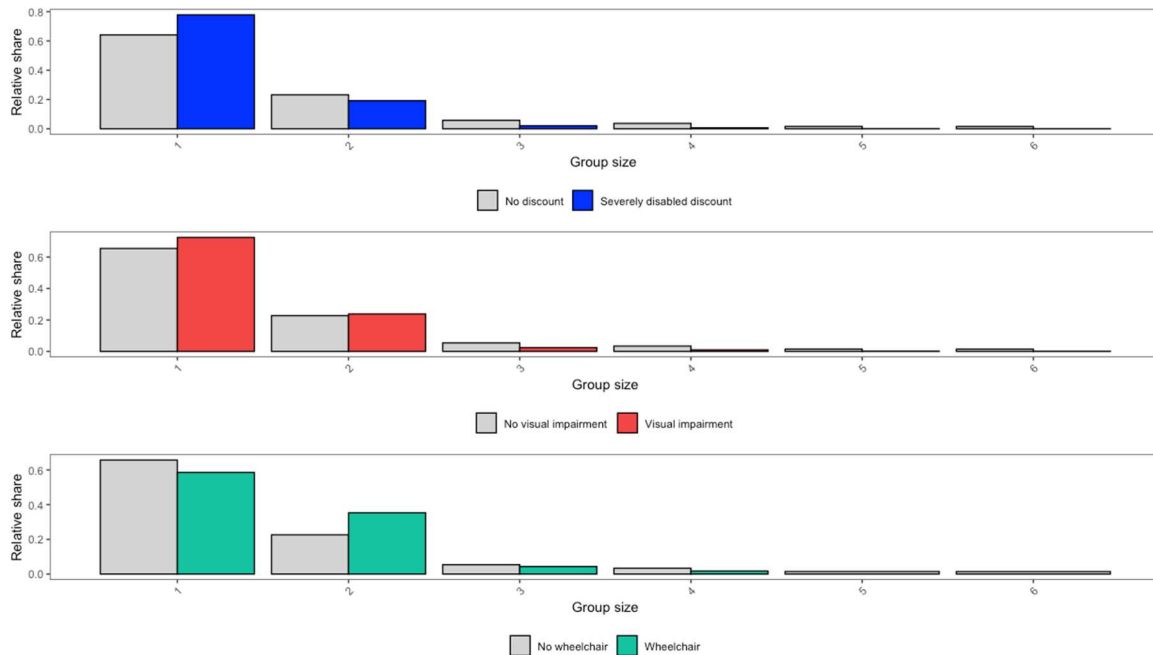 Relative share
0.8
0.6
0.4
0.2
0.0
1 2 3 4 5 6
Group size
No discount Severely disabled discount
Relative share
0.6
0.4
0.2
0.0
1 2 3 4 5 6
Group size
No visual impairment Visual impairment
Relative share
0.6
0.4
0.2
0.0
1 2 3 4 5 6
Group size
No wheelchair Wheelchair